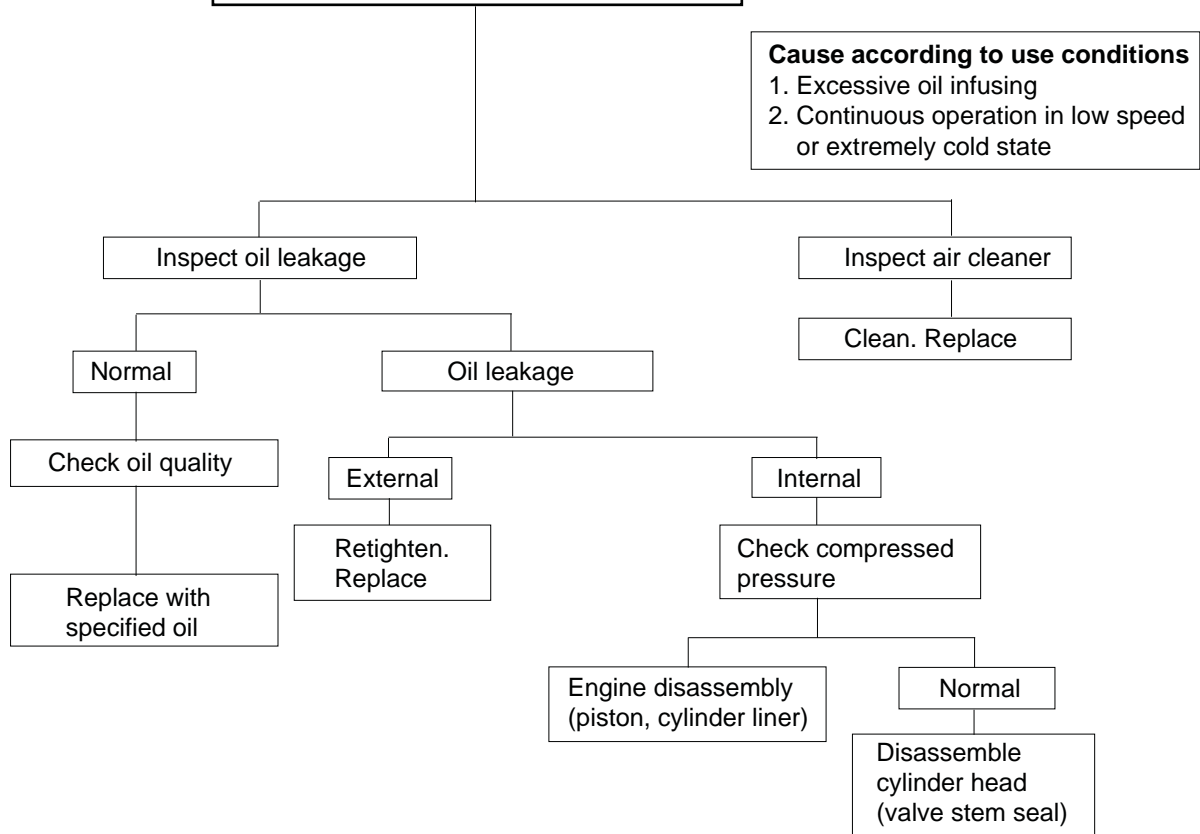 Cause according to use conditions
1. Excessive oil infusing
2. Continuous operation in low speed
or extremely cold state
Inspect oil leakage
Inspect air cleaner
Clean. Replace
Normal
Oil leakage
Check oil quality
External
Internal
Retighten.
Replace
Check compressed
pressure
Replace with
specified oil
Engine disassembly
(piston, cylinder liner)
Normal
Disassemble
cylinder head
(valve stem seal)